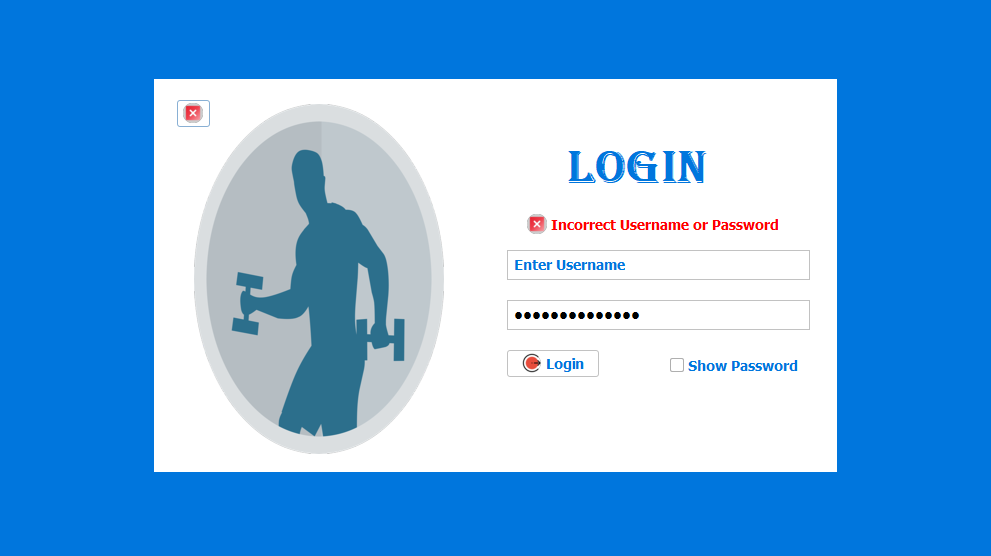 LOGIN
Incorrect Username or Password
Enter Username
●●●●●●●●●●●●●●
Login
Show Password